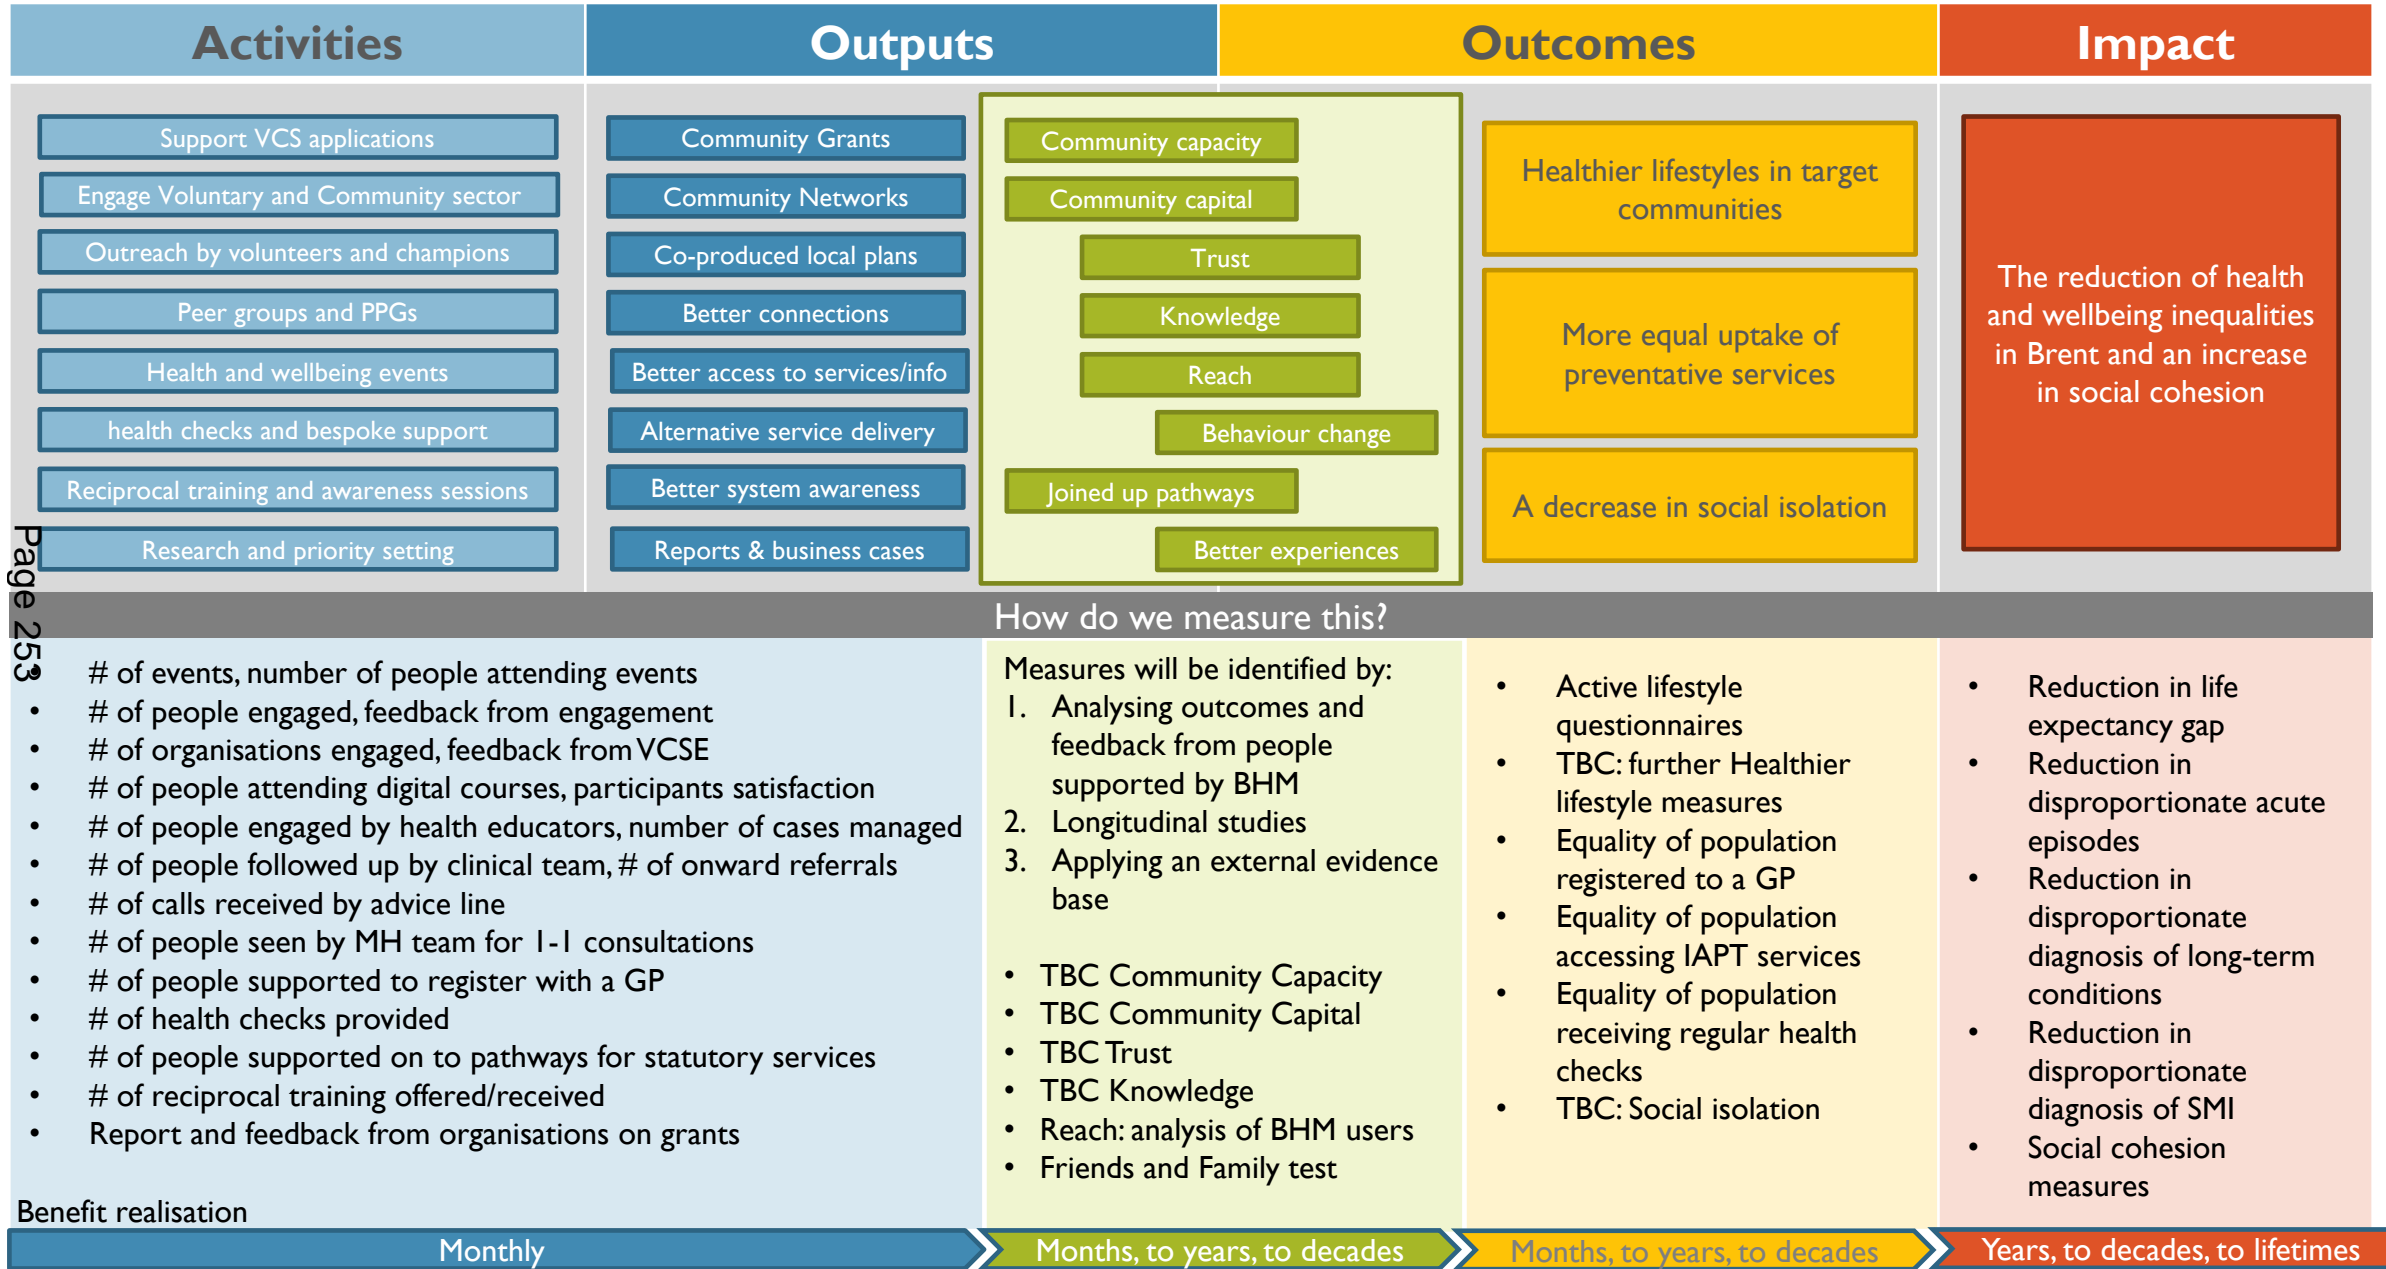 Activities
Outputs
Outcomes
Impact
Support VCS applications
Engage Voluntary and Community sector
Outreach by volunteers and champions
Peer groups and PPGs
Health and wellbeing events
health checks and bespoke support
Reciprocal training and awareness sessions
Research and priority setting
Community Grants
Community Networks
Co-produced local plans
Better connections
Better access to services/info
Alternative service delivery
Better system awareness
Reports & business cases
Community capacity
Community capital
Trust
Knowledge
Reach
Behaviour change
Joined up pathways
Better experiences
Healthier lifestyles in target
communities
More equal uptake of
preventative services
A decrease in social isolation
The reduction of health
and wellbeing inequalities
in Brent and an increase
in social cohesion
Page 253
How do we measure this?
• # of events, number of people attending events
• # of people engaged, feedback from engagement
• # of organisations engaged, feedback from VCSE
• # of people attending digital courses, participants satisfaction
• # of people engaged by health educators, number of cases managed
• # of people followed up by clinical team, # of onward referrals
• # of calls received by advice line
• # of people seen by MH team for 1-1 consultations
• # of people supported to register with a GP
• # of health checks provided
• # of people supported on to pathways for statutory services
• # of reciprocal training offered/received
• Report and feedback from organisations on grants
Measures will be identified by:
1. Analysing outcomes and
feedback from people
supported by BHM
2. Longitudinal studies
3. Applying an external evidence
base
• TBC Community Capacity
• TBC Community Capital
• TBC Trust
• TBC Knowledge
• Reach: analysis of BHM users
• Friends and Family test
• Active lifestyle
questionnaires
• TBC: further Healthier
lifestyle measures
• Equality of population
registered to a GP
• Equality of population
accessing IAPT services
• Equality of population
receiving regular health
checks
• TBC: Social isolation
• Reduction in life
expectancy gap
• Reduction in
disproportionate acute
episodes
• Reduction in
disproportionate
diagnosis of long-term
conditions
• Reduction in
disproportionate
diagnosis of SMI
• Social cohesion
measures
Benefit realisation
Monthly
Months, to years, to decades
Months, to years, to decades
Years, to decades, to lifetimes